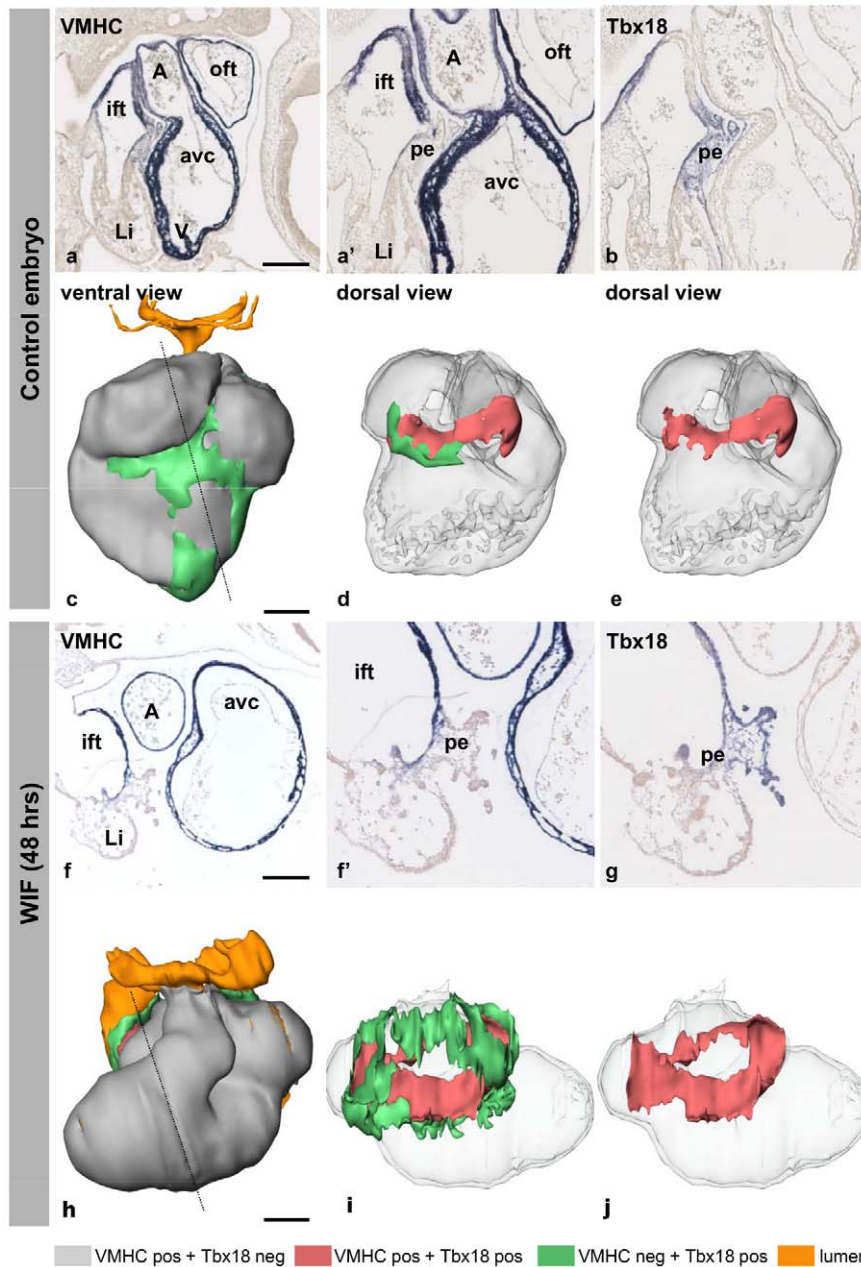 Control embryo
VMHC
A
oft
ift
avc
Li
V
a
A
oft
ift
pe
avc
Li
a'
Tbx18
pe
b
ventral view
c
dorsal view
d
dorsal view
e
WIF (48 hrs)
VMHC
A
avc
ift
Li
f
ift
pe
f'
Tbx18
pe
g
h
i
j
VMHC pos + Tbx18 neg
VMHC pos + Tbx18 pos
VMHC neg + Tbx18 pos